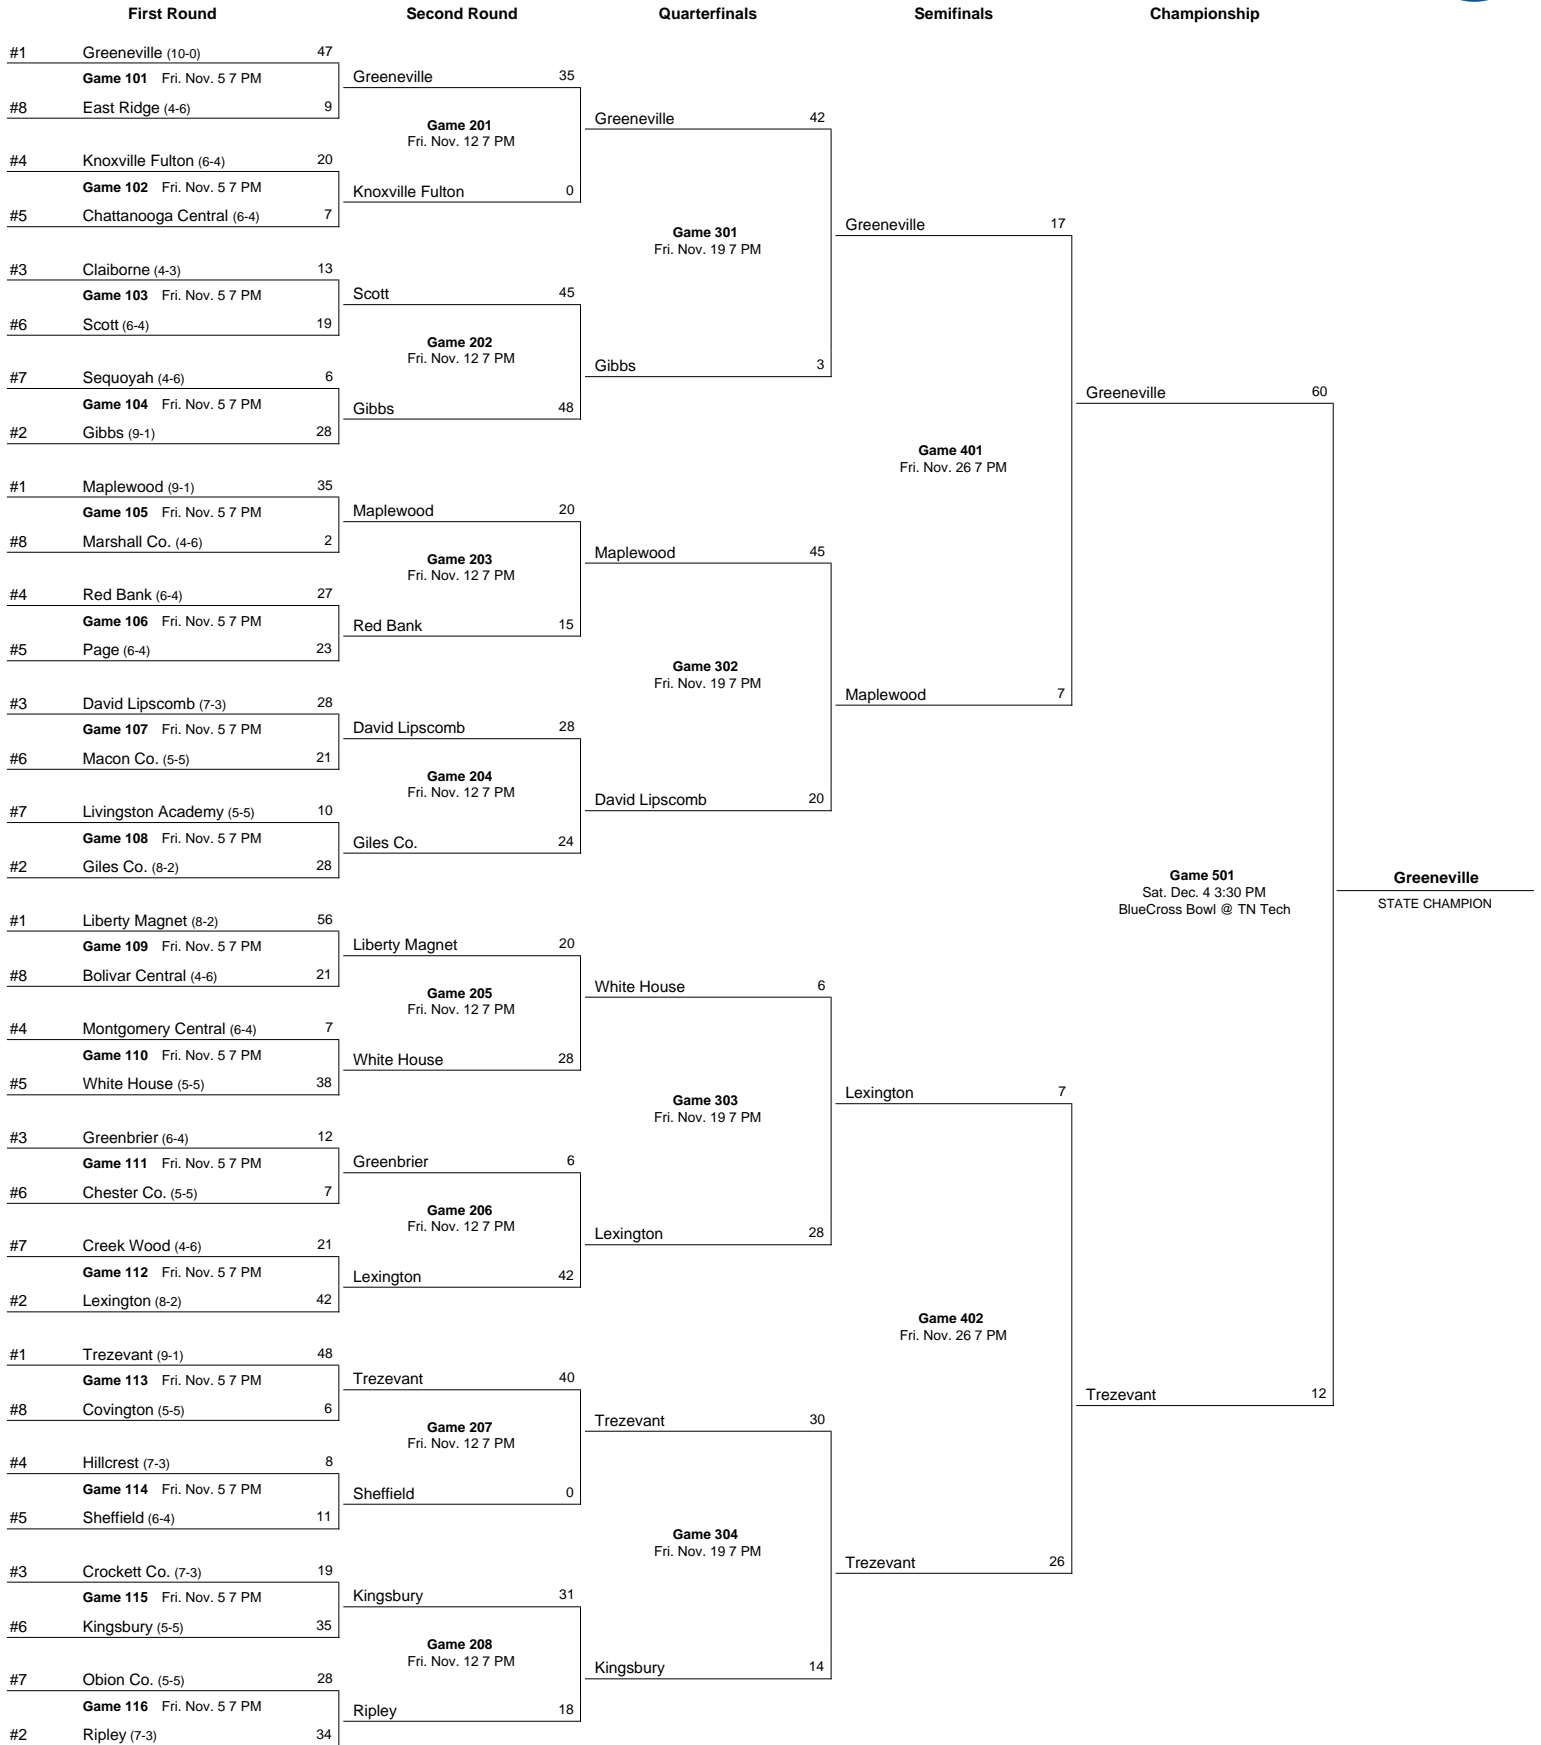 First Round Second Round Quarterfinals Semifinals Championship
#1 Greeneville (10-0) 47
Game 101 Fri. Nov. 5 7 PM
#8 East Ridge (4-6) 9
#4 Knoxville Fulton (6-4) 20
Game 102 Fri. Nov. 5 7 PM
#5 Chattanooga Central (6-4) 7
#3 Claiborne (4-3) 13
Game 103 Fri. Nov. 5 7 PM
#6 Scott (6-4) 19
#7 Sequoyah (4-6) 6
Game 104 Fri. Nov. 5 7 PM
#2 Gibbs (9-1) 28
#1 Maplewood (9-1) 35
Game 105 Fri. Nov. 5 7 PM
#8 Marshall Co. (4-6) 2
#4 Red Bank (6-4) 27
Game 106 Fri. Nov. 5 7 PM
#5 Page (6-4) 23
#3 David Lipscomb (7-3) 28
Game 107 Fri. Nov. 5 7 PM
#6 Macon Co. (5-5) 21
#7 Livingston Academy (5-5) 10
Game 108 Fri. Nov. 5 7 PM
#2 Giles Co. (8-2) 28
#1 Liberty Magnet (8-2) 56
Game 109 Fri. Nov. 5 7 PM
#8 Bolivar Central (4-6) 21
#4 Montgomery Central (6-4) 7
Game 110 Fri. Nov. 5 7 PM
#5 White House (5-5) 38
#3 Greenbrier (6-4) 12
Game 111 Fri. Nov. 5 7 PM
#6 Chester Co. (5-5) 7
#7 Creek Wood (4-6) 21
Game 112 Fri. Nov. 5 7 PM
#2 Lexington (8-2) 42
#1 Trezevant (9-1) 48
Game 113 Fri. Nov. 5 7 PM
#8 Covington (5-5) 6
#4 Hillcrest (7-3) 8
Game 114 Fri. Nov. 5 7 PM
#5 Sheffield (6-4) 11
#3 Crockett Co. (7-3) 19
Game 115 Fri. Nov. 5 7 PM
#6 Kingsbury (5-5) 35
#7 Obion Co. (5-5) 28
Game 116 Fri. Nov. 5 7 PM
#2 Ripley (7-3) 34
Greeneville 35
Game 201
Fri. Nov. 12 7 PM
Knoxville Fulton 0
Scott 45
Game 202
Fri. Nov. 12 7 PM
Gibbs 48
Maplewood 20
Game 203
Fri. Nov. 12 7 PM
Red Bank 15
David Lipscomb 28
Game 204
Fri. Nov. 12 7 PM
Giles Co. 24
Liberty Magnet 20
Game 205
Fri. Nov. 12 7 PM
White House 28
Greenbrier 6
Game 206
Fri. Nov. 12 7 PM
Lexington 42
Trezevant 40
Game 207
Fri. Nov. 12 7 PM
Sheffield 0
Kingsbury 31
Game 208
Fri. Nov. 12 7 PM
Ripley 18
Greeneville 42
Game 301
Fri. Nov. 19 7 PM
Gibbs 3
Maplewood 45
Game 302
Fri. Nov. 19 7 PM
David Lipscomb 20
White House 6
Game 303
Fri. Nov. 19 7 PM
Lexington 28
Trezevant 30
Game 304
Fri. Nov. 19 7 PM
Kingsbury 14
Greeneville 17
Game 401
Fri. Nov. 26 7 PM
Maplewood 7
Lexington 7
Game 402
Fri. Nov. 26 7 PM
Trezevant 26
Greeneville 60
Game 501
Sat. Dec. 4 3:30 PM
BlueCross Bowl @ TN Tech
Trezevant 12
Greeneville
STATE CHAMPION